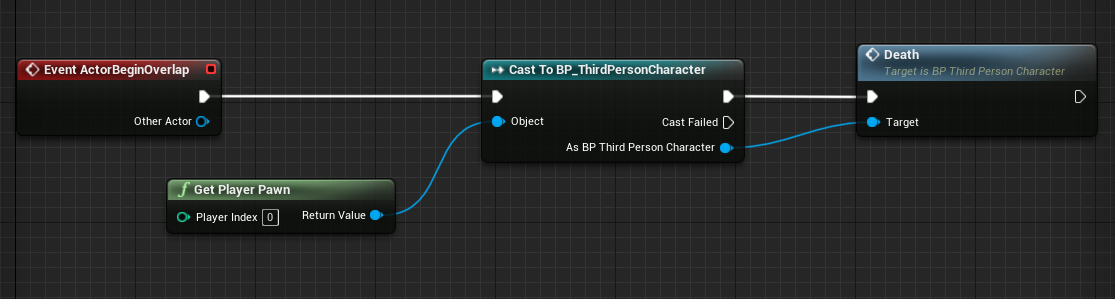 Event ActorBeginOverlap
Other Actor
Get Player Pawn
Player Index 0
Return Value
Cast To BP_ThirdPersonCharacter
Object
Cast Failed
As BP Third Person Character
Death
Target is BP Third Person Character
Target